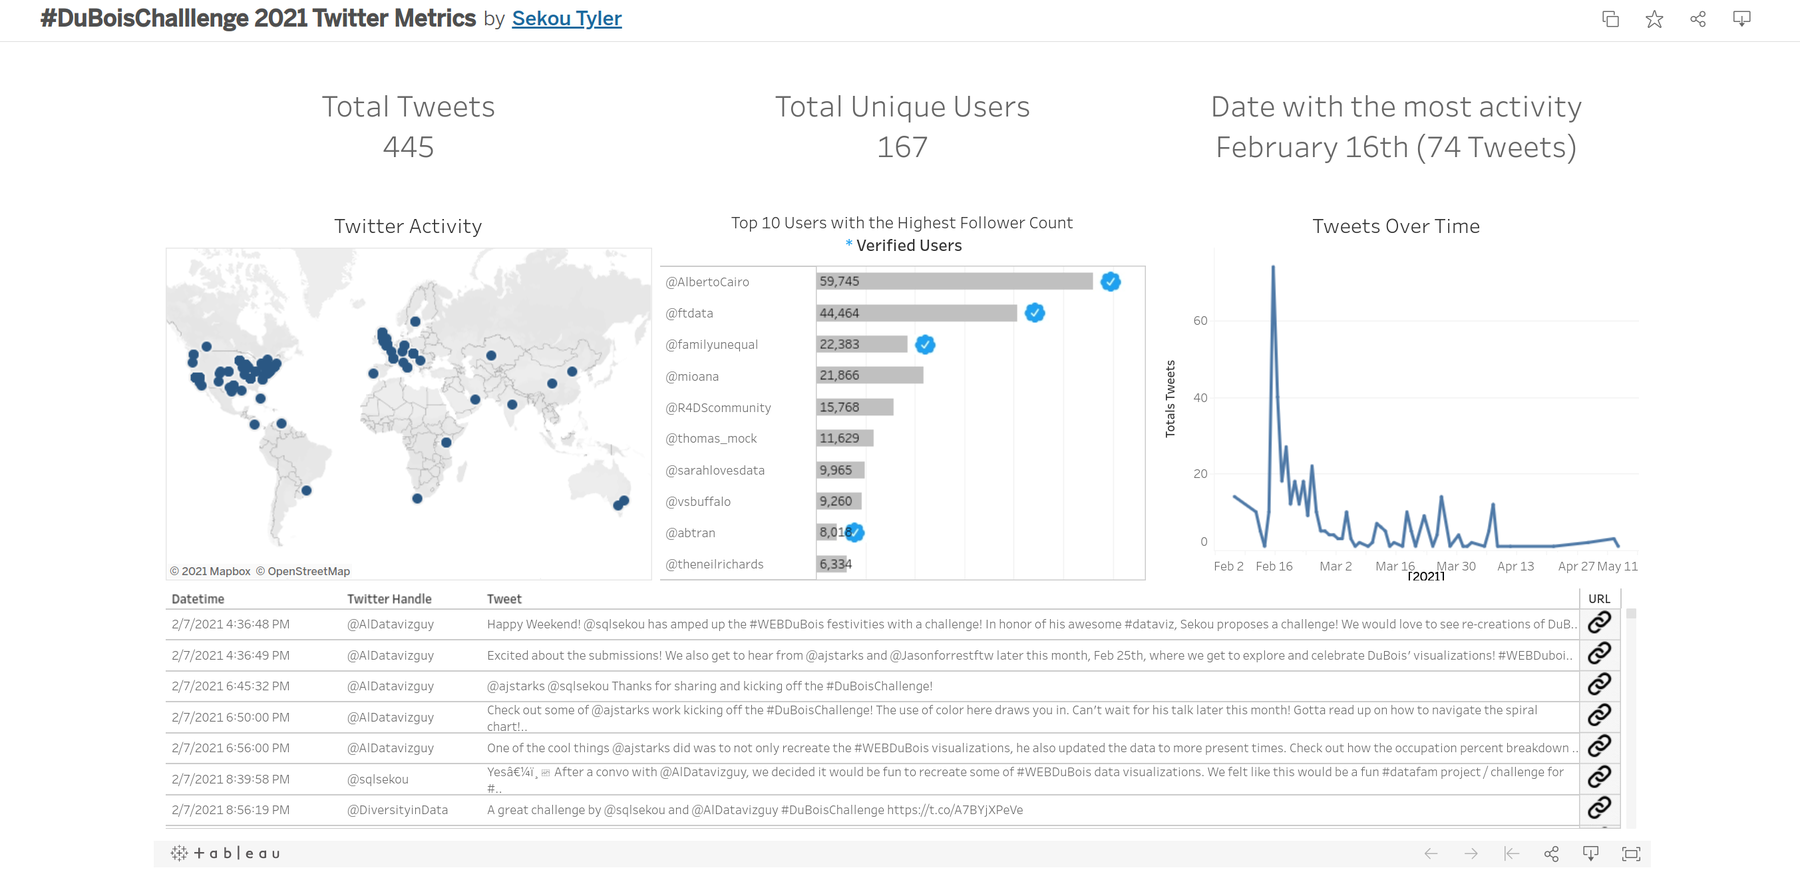 #DuBoisChalllenge 2021 Twitter Metrics by Sekou Tyler
Total Tweets
445
Total Unique Users
167
Date with the most activity
February 16th (74 Tweets)
Twitter Activity
© 2021 Mapbox © OpenStreetMap
Top 10 Users with the Highest Follower Count
* Verified Users
@AlbertoCairo 59,745
@ftdata 44,464
@familyunequal 22,383
@mioana 21,866
@R4DScommunity 15,768
@thomas_mock 11,629
@sarahlovesdata 9,965
@vsbuffalo 9,260
@abtran 8,018
@theneilrichards 6,334
Tweets Over Time
Totals Tweets
60
40
20
0
Feb 2 Feb 16 Mar 2 Mar 16 Mar 30 Apr 13 Apr 27 May 11
[2021]
Datetime Twitter Handle Tweet URL
2/7/2021 4:36:48 PM @AlDatavizguy Happy Weekend! @sqlsekou has amped up the #WEBDuBois festivities with a challenge! In honor of his awesome #dataviz, Sekou proposes a challenge! We would love to see re-creations of DuB..
2/7/2021 4:36:49 PM @AlDatavizguy Excited about the submissions! We also get to hear from @ajstarks and @Jasonforrestftw later this month, Feb 25th, where we get to explore and celebrate DuBois’ visualizations! #WEBDuboi..
2/7/2021 6:45:32 PM @AlDatavizguy @ajstarks @sqlsekou Thanks for sharing and kicking off the #DuBoisChallenge!
2/7/2021 6:50:00 PM @AlDatavizguy Check out some of @ajstarks work kicking off the #DuBoisChallenge! The use of color here draws you in. Can’t wait for his talk later this month! Gotta read up on how to navigate the spiral
chart!..
2/7/2021 6:56:00 PM @AlDatavizguy One of the cool things @ajstarks did was to not only recreate the #WEBDuBois visualizations, he also updated the data to more present times. Check out how the occupation percent breakdown ..
2/7/2021 8:39:58 PM @sqlsekou Yesâ€¼ï¸ After a convo with @AlDatavizguy, we decided it would be fun to recreate some of #WEBDuBois data visualizations. We felt like this would be a fun #datafam project / challenge for
#..
2/7/2021 8:56:19 PM @DiversityinData A great challenge by @sqlsekou and @AlDatavizguy #DuBoisChallenge https://t.co/A7BYjXPeVe
+ableau